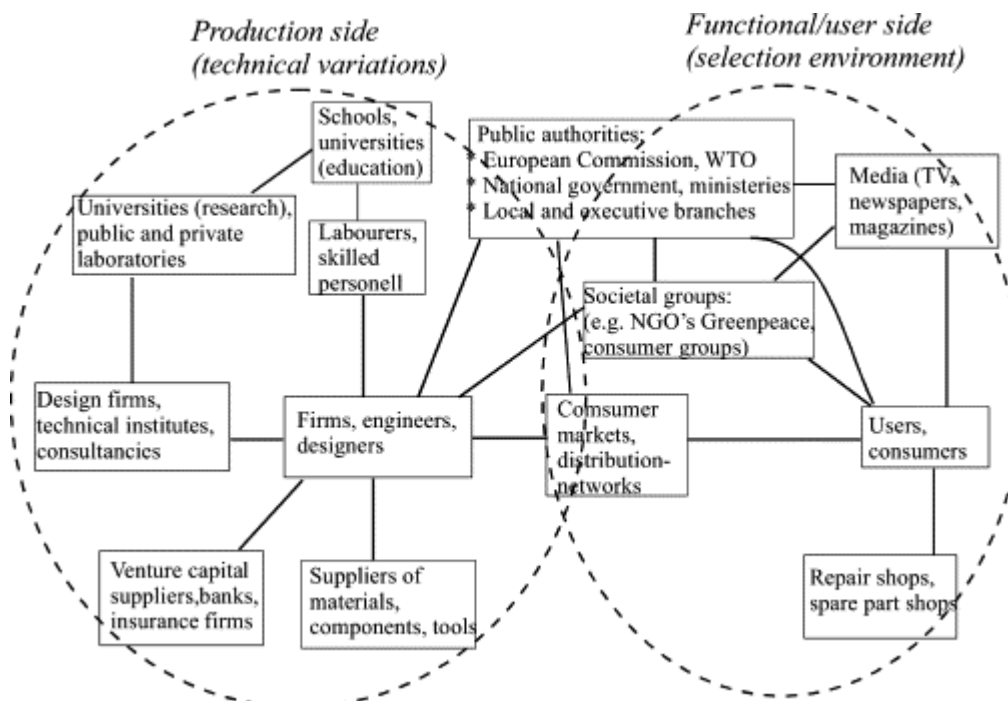 Production side
(technical variations)
Functional/user side
(selection environment)
Schools,
universities
(education)
Public authorities:
* European Commission, WTO
* National government, ministeries
* Local and executive branches
Media (TV,
newspapers,
magazines)
Universities (research),
public and private
laboratories
Labourers,
skilled
personell
Societal groups:
(e.g. NGO's Greenpeace,
consumer groups)
Design firms,
technical institutes,
consultancies
Firms, engineers,
designers
Comsumer
markets,
distribution-
networks
Users,
consumers
Venture capital
suppliers,banks,
insurance firms
Suppliers of
materials,
components, tools
Repair shops,
spare part shops